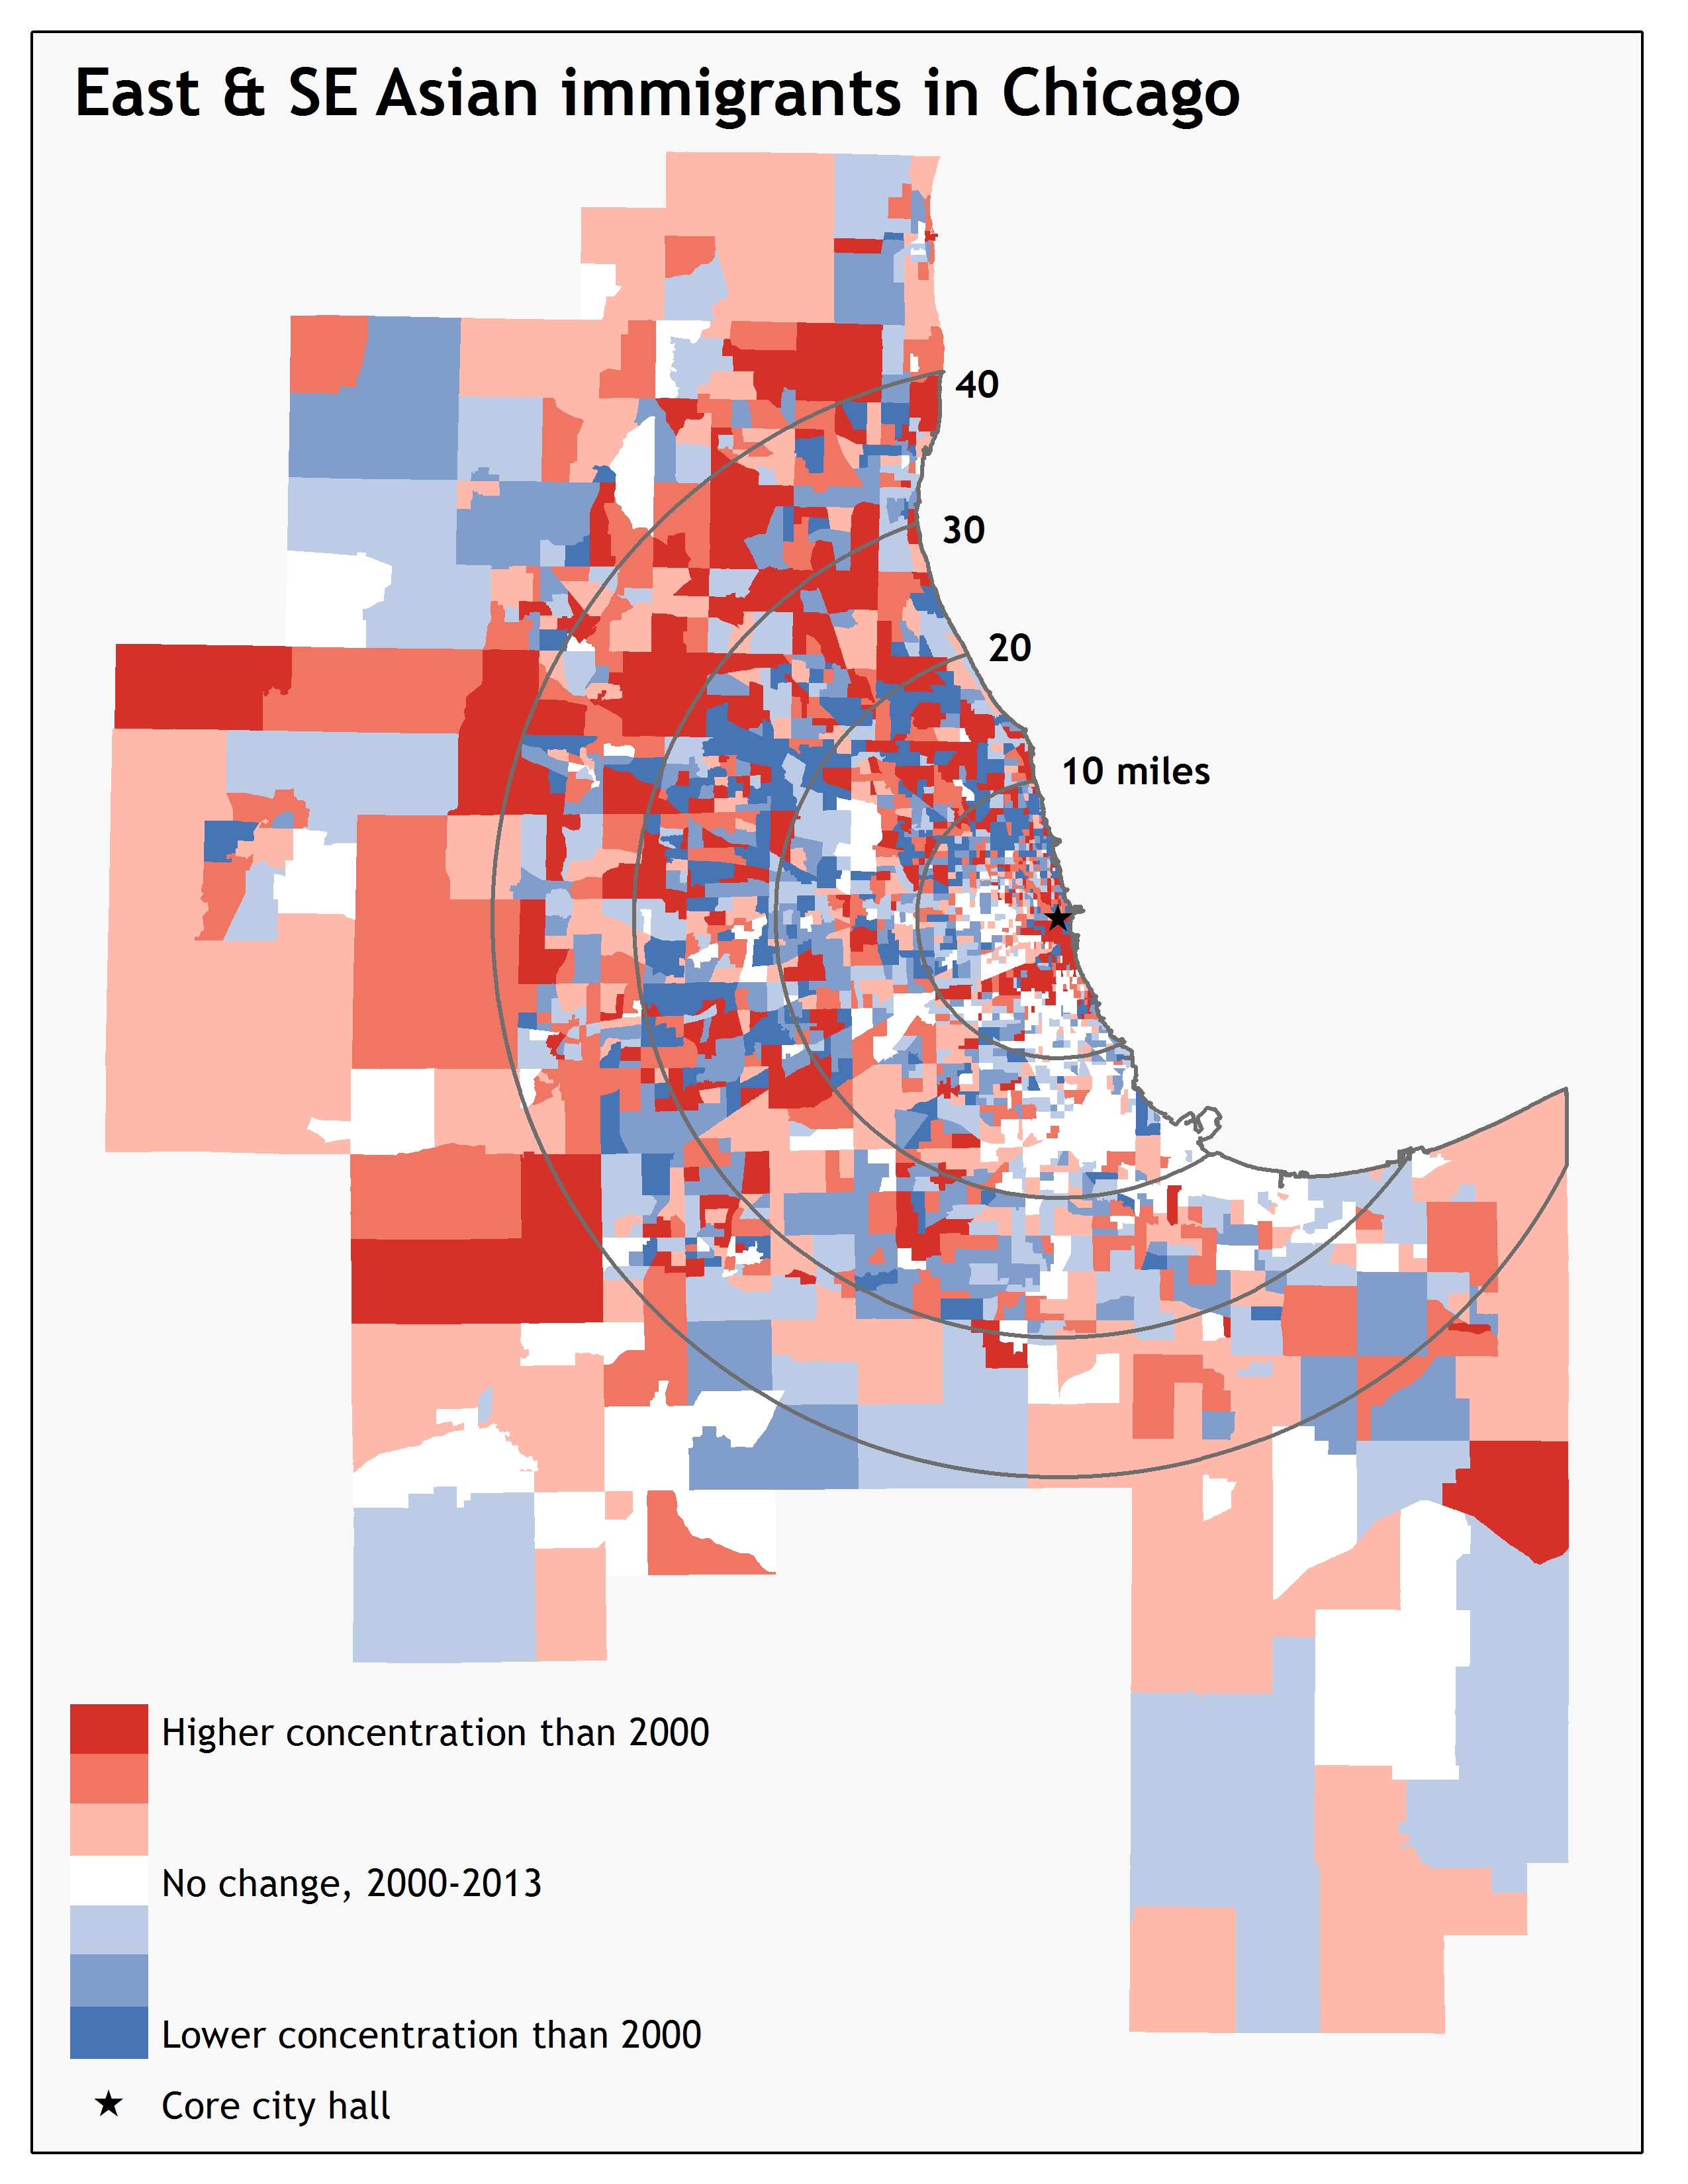 East & SE Asian immigrants in Chicago
40
30
20
10 miles
Higher concentration than 2000
No change, 2000-2013
Lower concentration than 2000
Core city hall